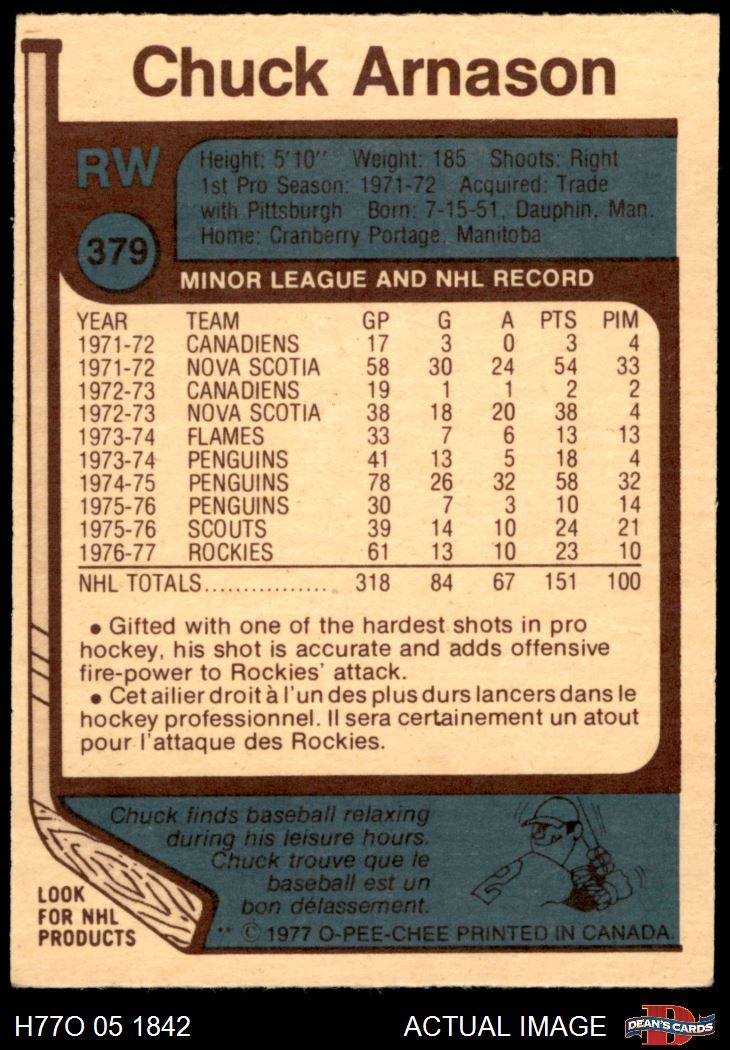 Chuck Arnason
RW
379
Height: 5'10'' Weight: 185 Shoots: Right
1st Pro Season: 1971-72 Acquired: Trade
with Pittsburgh Born: 7-15-51, Dauphin, Man.
Home: Cranberry Portage, Manitoba
MINOR LEAGUE AND NHL RECORD
YEAR TEAM GP G A PTS PIM
1971-72 CANADIENS 17 3 0 3 4
1971-72 NOVA SCOTIA 58 30 24 54 33
1972-73 CANADIENS 19 1 1 2 2
1972-73 NOVA SCOTIA 38 18 20 38 4
1973-74 FLAMES 33 7 6 13 13
1973-74 PENGUINS 41 13 5 18 4
1974-75 PENGUINS 78 26 32 58 32
1975-76 PENGUINS 30 7 3 10 14
1975-76 SCOUTS 39 14 10 24 21
1976-77 ROCKIES 61 13 10 23 10
NHL TOTALS................ 318 84 67 151 100
• Gifted with one of the hardest shots in pro
hockey, his shot is accurate and adds offensive
fire-power to Rockies' attack.
• Cet ailier droit à l'un des plus durs lancers dans le
hockey professionnel. Il sera certainement un atout
pour l'attaque des Rockies.
Chuck finds baseball relaxing
during his leisure hours.
Chuck trouve que le
baseball est un
bon délassement.
LOOK
FOR NHL
PRODUCTS
** © 1977 O-PEE-CHEE PRINTED IN CANADA.
H77O 05 1842
ACTUAL IMAGE
D
DEAN'S CARDS